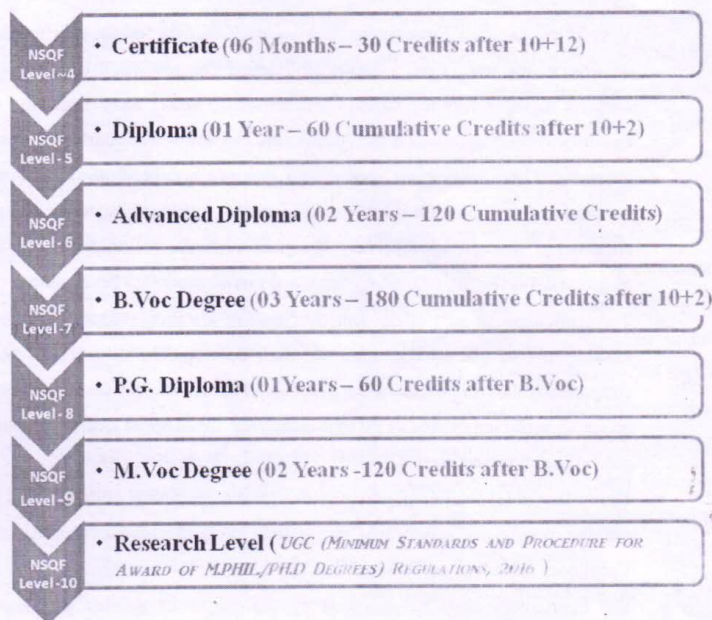 NSQF
Level~4
• Certificate (06 Months – 30 Credits after 10+12)
NSQF
Level-5
• Diploma (01 Year – 60 Cumulative Credits after 10+2)
NSQF
Level-6
• Advanced Diploma (02 Years – 120 Cumulative Credits)
NSQF
Level-7
• B.Voc Degree (03 Years – 180 Cumulative Credits after 10+2)
NSQF
Level-8
• P.G. Diploma (01Years – 60 Credits after B.Voc)
NSQF
Level-9
• M.Voc Degree (02 Years -120 Credits after B.Voc)
NSQF
Level-10
• Research Level ( UGC (MINIMUM STANDARDS AND PROCEDURE FOR
AWARD OF M.PHIL./PH.D DEGREES) REGULATIONS, 2016 )